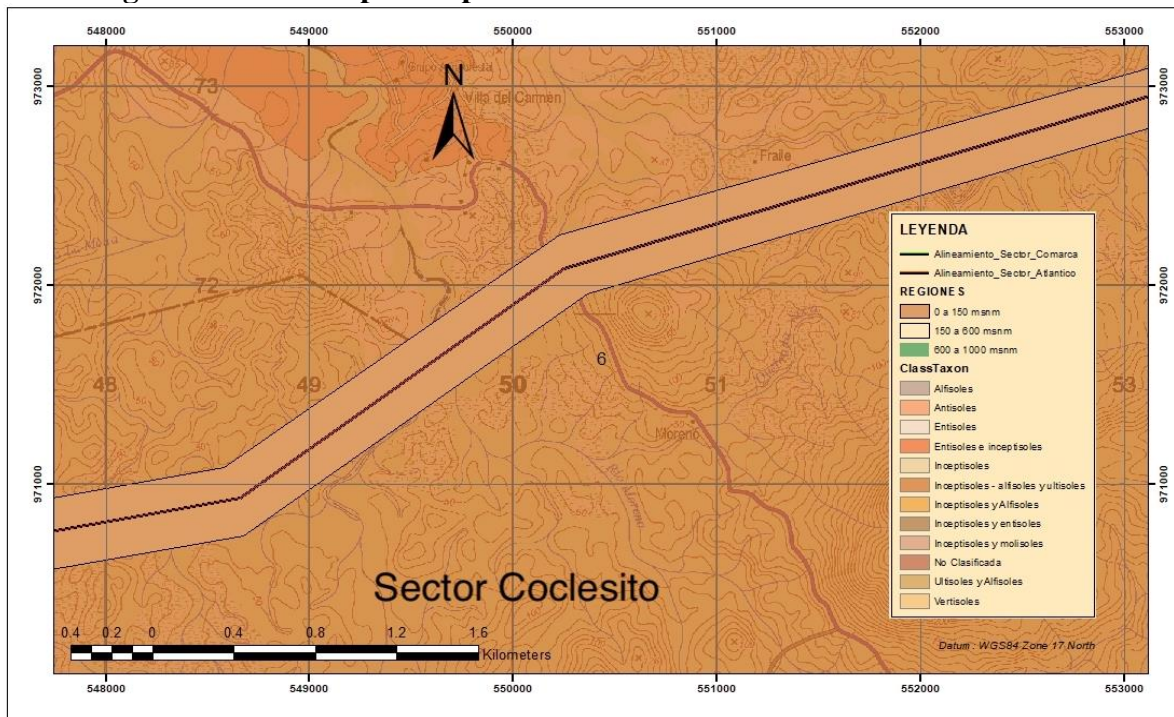 548000 549000 550000 551000 552000 553000
973000
973000
73
N
Villa del Carmen
Fraile
LEYENDA
Alineamiento_Sector_Comarca
Alineamiento_Sector_Atlantico
REGIONES
0 a 150 msnm
150 a 600 msnm
600 a 1000 msnm
ClassTaxon
Alfisoles
Antisoles
Entisoles
Entisoles e inceptisoles
Inceptisoles
Inceptisoles - alfisoles y ultisoles
Inceptisoles y Alfisoles
Inceptisoles y entisoles
Inceptisoles y molisoles
No Clasificada
Ultisoles y Alfisoles
Vertisoles
972000
972000
72
6
48 49 50 51 53
Moreno
Río Moreno
971000
971000
Sector Coclesito
0.4 0.2 0 0.4 0.8 1.2 1.6
Kilometers
Datum : WGS84 Zone 17 North
548000 549000 550000 551000 552000 553000